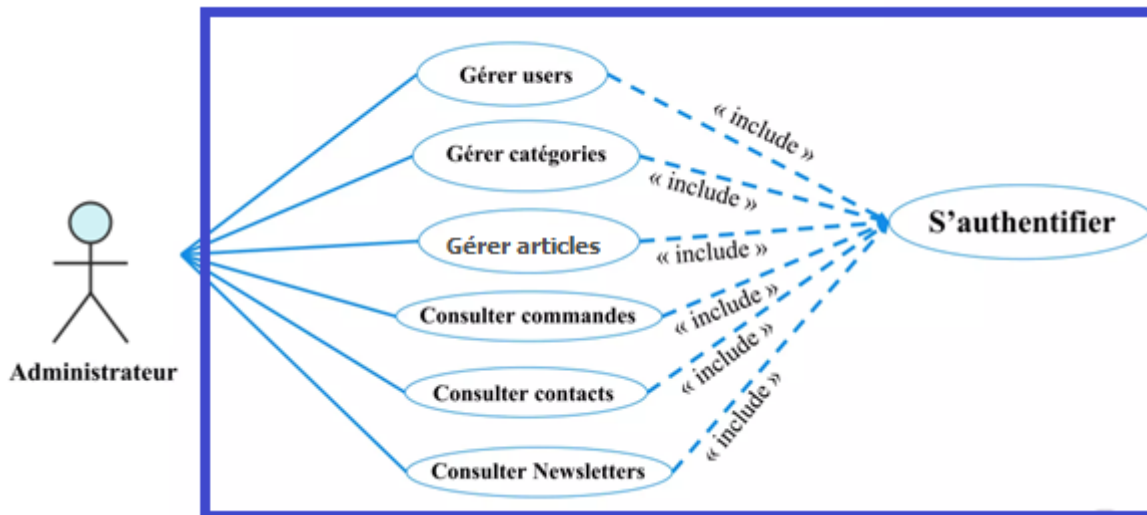 Gérer users
« include »
Gérer catégories
« include »
Gérer articles
« include »
S’authentifier
Consulter commandes
« include »
Administrateur
Consulter contacts
« include »
Consulter Newsletters
« include »